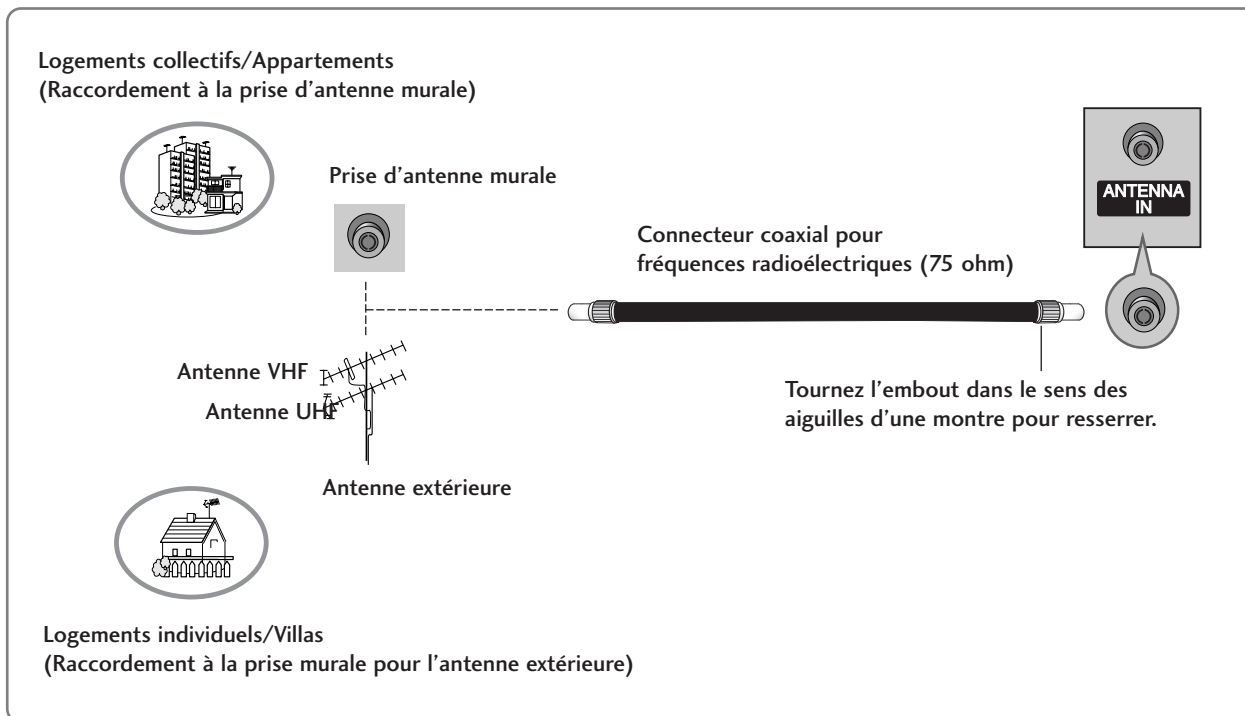 Logements collectifs/Appartements
(Raccordement à la prise d'antenne murale)
Prise d'antenne murale
ANTENNA
IN
Connecteur coaxial pour
fréquences radioélectriques (75 ohm)
Antenne VHF
Antenne UHF
Tournez l'embout dans le sens des
aiguilles d'une montre pour resserrer.
Antenne extérieure
Logements individuels/Villas
(Raccordement à la prise murale pour l'antenne extérieure)